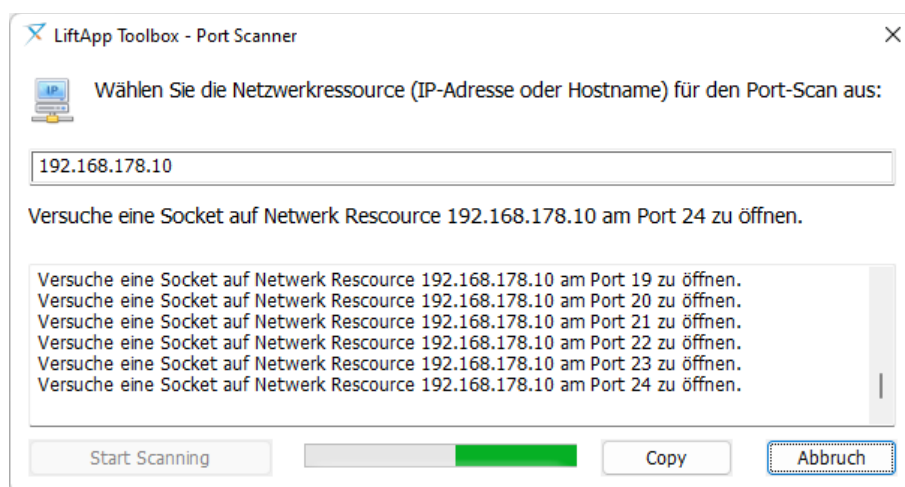 LiftApp Toolbox - Port Scanner
IP
Wählen Sie die Netzwerkressource (IP-Adresse oder Hostname) für den Port-Scan aus:
192.168.178.10
Versuche eine Socket auf Netwerk Rescource 192.168.178.10 am Port 24 zu öffnen.
Versuche eine Socket auf Netwerk Rescource 192.168.178.10 am Port 19 zu öffnen.
Versuche eine Socket auf Netwerk Rescource 192.168.178.10 am Port 20 zu öffnen.
Versuche eine Socket auf Netwerk Rescource 192.168.178.10 am Port 21 zu öffnen.
Versuche eine Socket auf Netwerk Rescource 192.168.178.10 am Port 22 zu öffnen.
Versuche eine Socket auf Netwerk Rescource 192.168.178.10 am Port 23 zu öffnen.
Versuche eine Socket auf Netwerk Rescource 192.168.178.10 am Port 24 zu öffnen.
Start Scanning
Copy
Abbruch